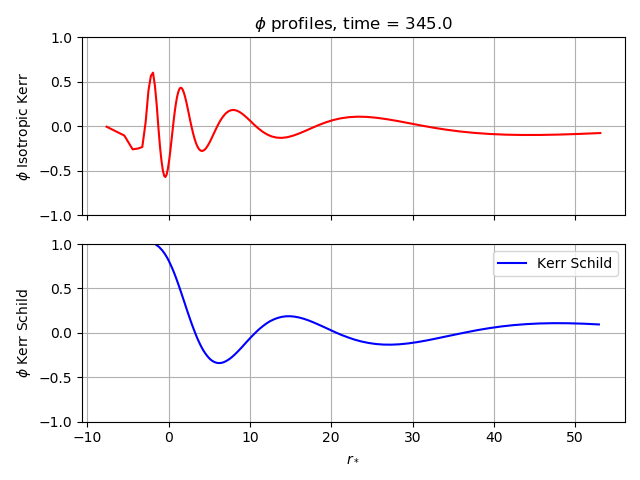 ϕ profiles, time = 345.0
ϕ Isotropic Kerr
1.0
0.5
0.0
−0.5
−1.0
ϕ Kerr Schild
1.0
0.5
0.0
−0.5
−1.0
Kerr Schild
−10 0 10 20 30 40 50
r*